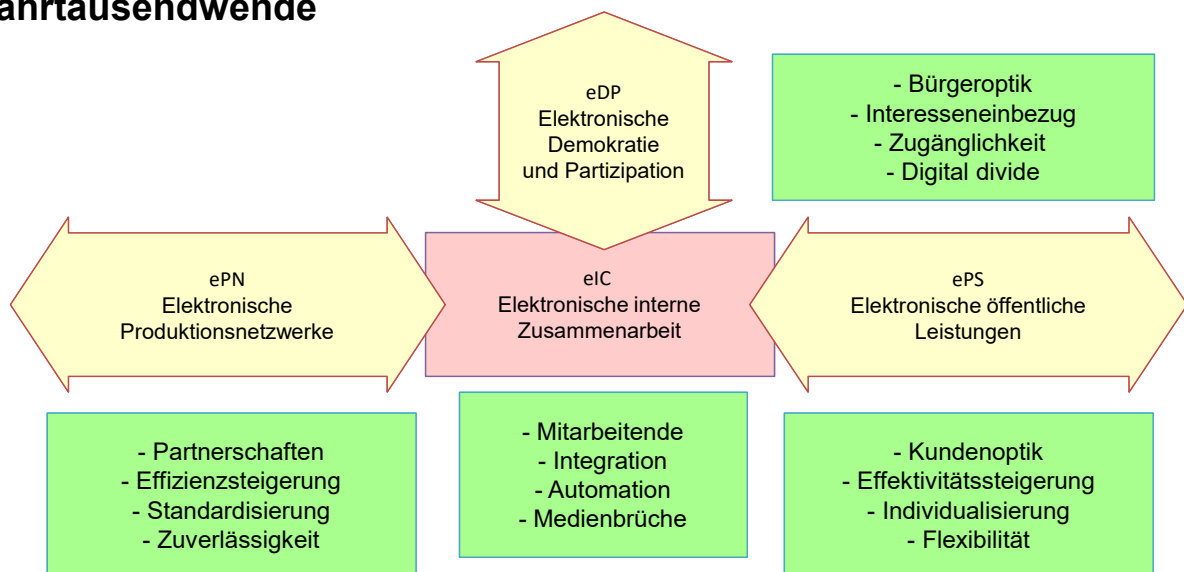 ahrtausendwende
eDP
Elektronische
Demokratie
und Partizipation
- Bürgeroptik
- Interesseneinbezug
- Zugänglichkeit
- Digital divide
ePN
Elektronische
Produktionsnetzwerke
eIC
Elektronische interne
Zusammenarbeit
ePS
Elektronische öffentliche
Leistungen
- Partnerschaften
- Effizienzsteigerung
- Standardisierung
- Zuverlässigkeit
- Mitarbeitende
- Integration
- Automation
- Medienbrüche
- Kundenoptik
- Effektivitätssteigerung
- Individualisierung
- Flexibilität